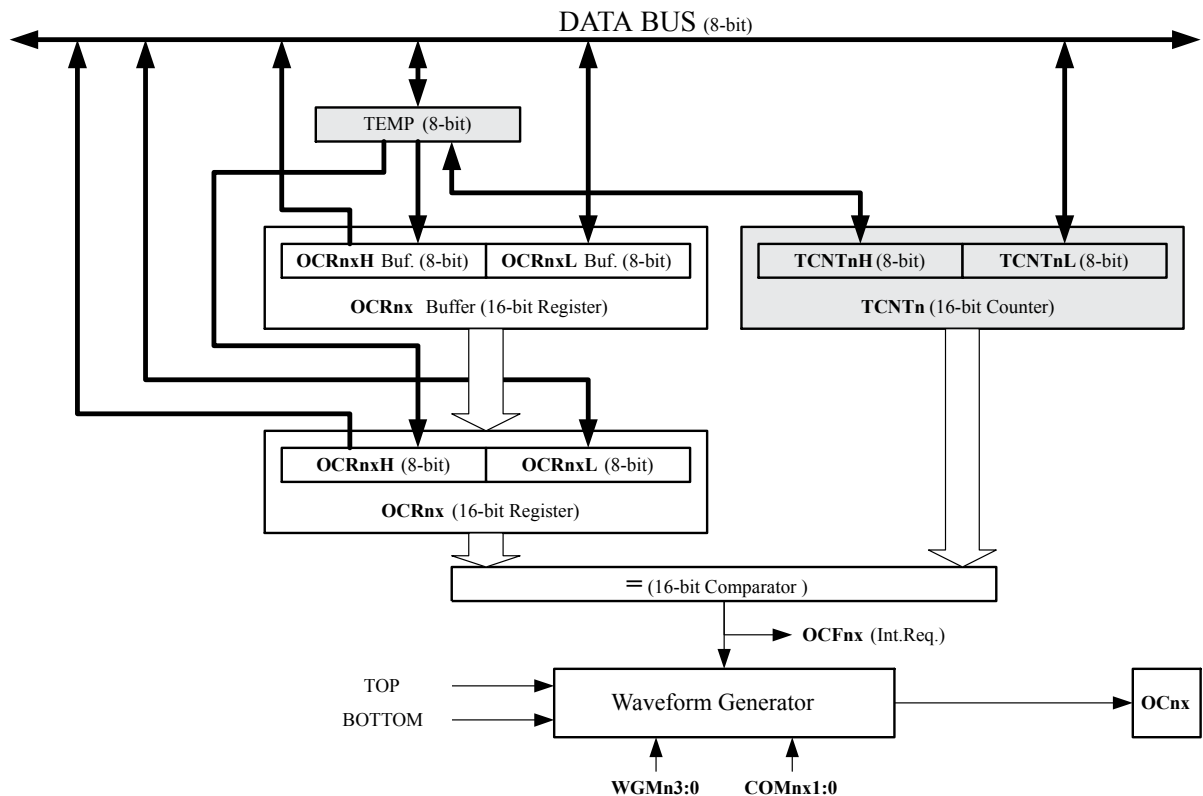 DATA BUS (8-bit)
TEMP (8-bit)
OCRnxH Buf. (8-bit)
OCRnxL Buf. (8-bit)
TCNTnH (8-bit)
TCNTnL (8-bit)
OCRnx Buffer (16-bit Register)
TCNTn (16-bit Counter)
OCRnxH (8-bit)
OCRnxL (8-bit)
OCRnx (16-bit Register)
= (16-bit Comparator )
OCFnx (Int.Req.)
TOP
BOTTOM
Waveform Generator
OCnx
WGMn3:0
COMnx1:0